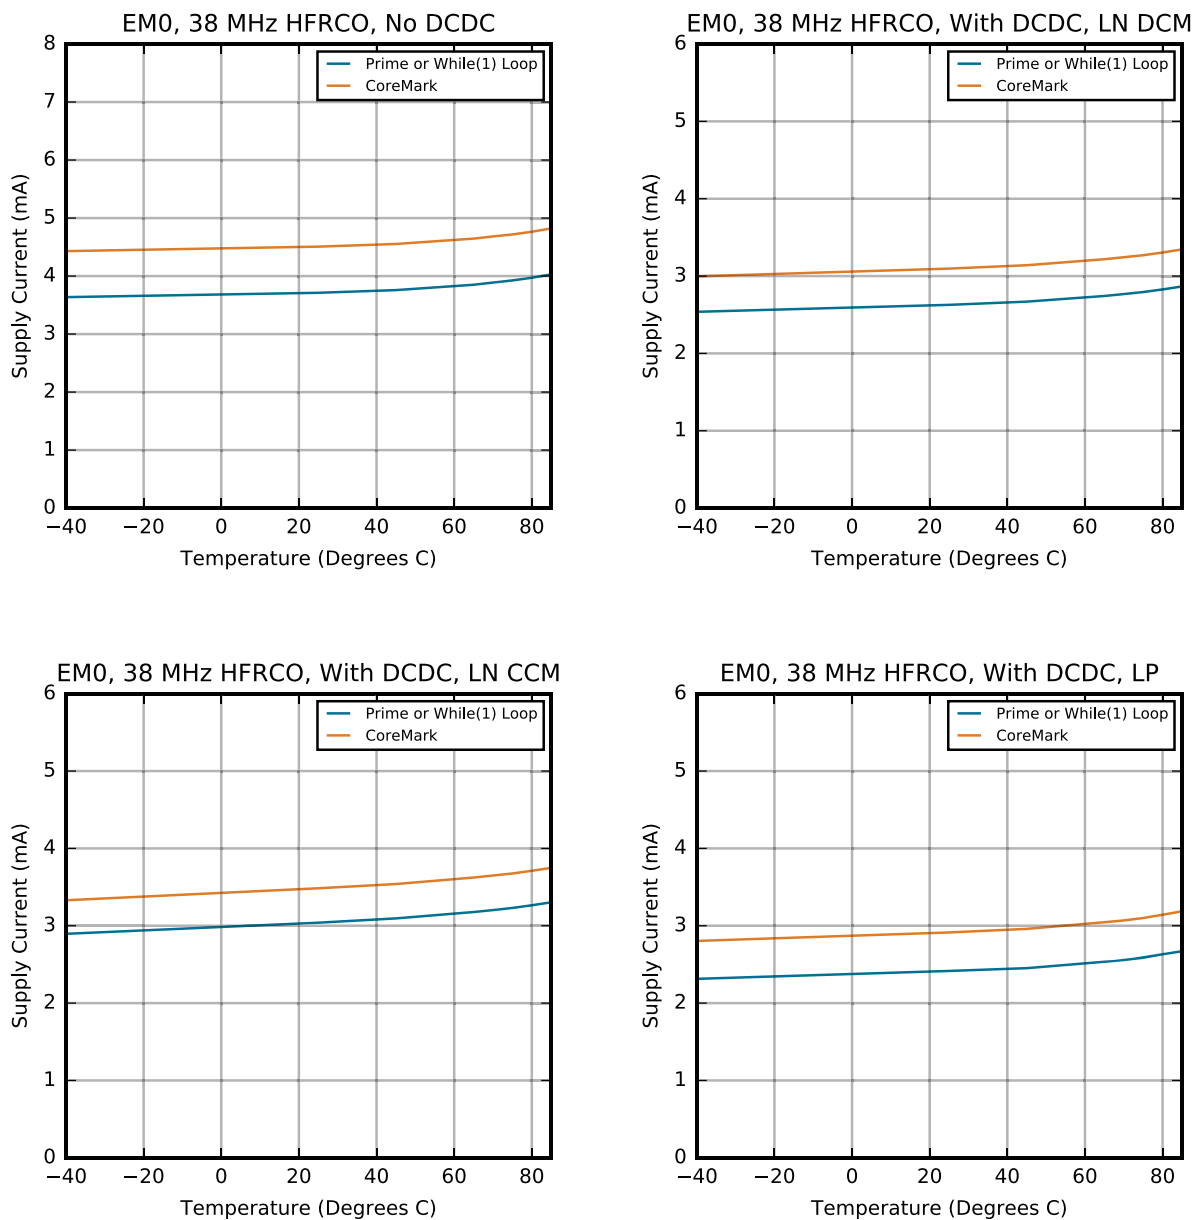 EM0, 38 MHz HFRCO, No DCDC
8
7
6
5
4
3
2
1
0
Supply Current (mA)
Prime or While(1) Loop
CoreMark
−40 −20 0 20 40 60 80
Temperature (Degrees C)
EM0, 38 MHz HFRCO, With DCDC, LN DCM
6
5
4
3
2
1
0
Supply Current (mA)
Prime or While(1) Loop
CoreMark
−40 −20 0 20 40 60 80
Temperature (Degrees C)
EM0, 38 MHz HFRCO, With DCDC, LN CCM
6
5
4
3
2
1
0
Supply Current (mA)
Prime or While(1) Loop
CoreMark
−40 −20 0 20 40 60 80
Temperature (Degrees C)
EM0, 38 MHz HFRCO, With DCDC, LP
6
5
4
3
2
1
0
Supply Current (mA)
Prime or While(1) Loop
CoreMark
−40 −20 0 20 40 60 80
Temperature (Degrees C)